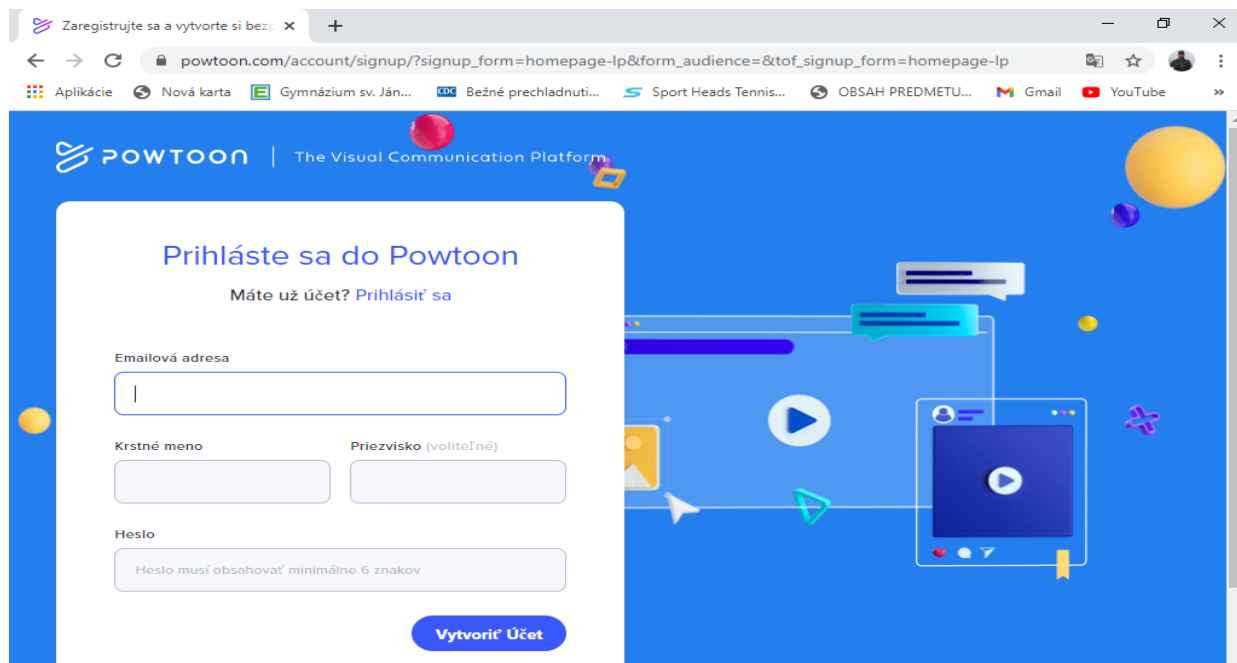 Zaregistrujte sa a vytvorte si bezp
powtoon.com/account/signup/?signup_form=homepage-lp&form_audience=&tof_signup_form=homepage-lp
Aplikácie Nová karta Gymnázium sv. Ján... CDC Bežné prechladnuti... Sport Heads Tennis... OBSAH PREDMETU... Gmail YouTube »
POWTOON | The Visual Communication Platform
Prihláste sa do Powtoon
Máte už účet? Prihlásiť sa
Emailová adresa
Krstné meno Priezvisko (voliteľné)
Heslo
Heslo musí obsahovať minimálne 6 znakov
Vytvoriť Účet